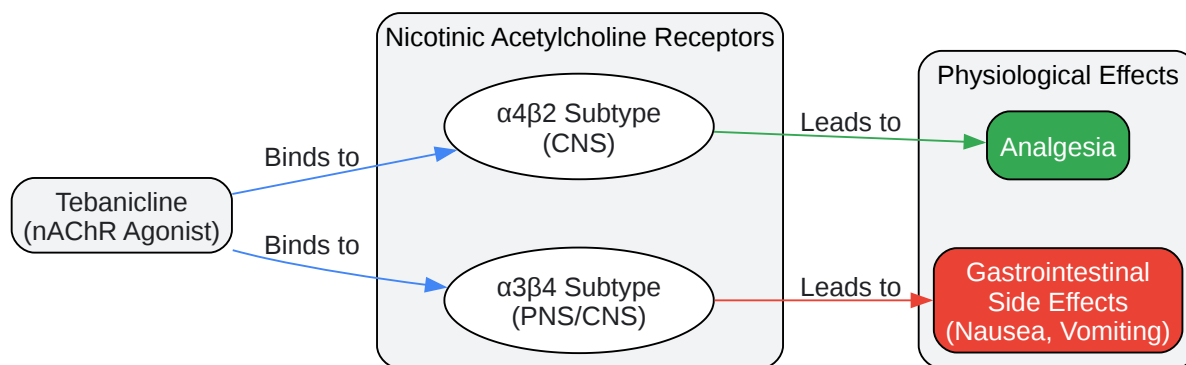 Nicotinic Acetylcholine Receptors
Physiological Effects
α4β2 Subtype
(CNS)
Leads to
Analgesia
Binds to
Tebanicline
(nAChR Agonist)
Binds to
α3β4 Subtype
(PNS/CNS)
Leads to
Gastrointestinal
Side Effects
(Nausea, Vomiting)